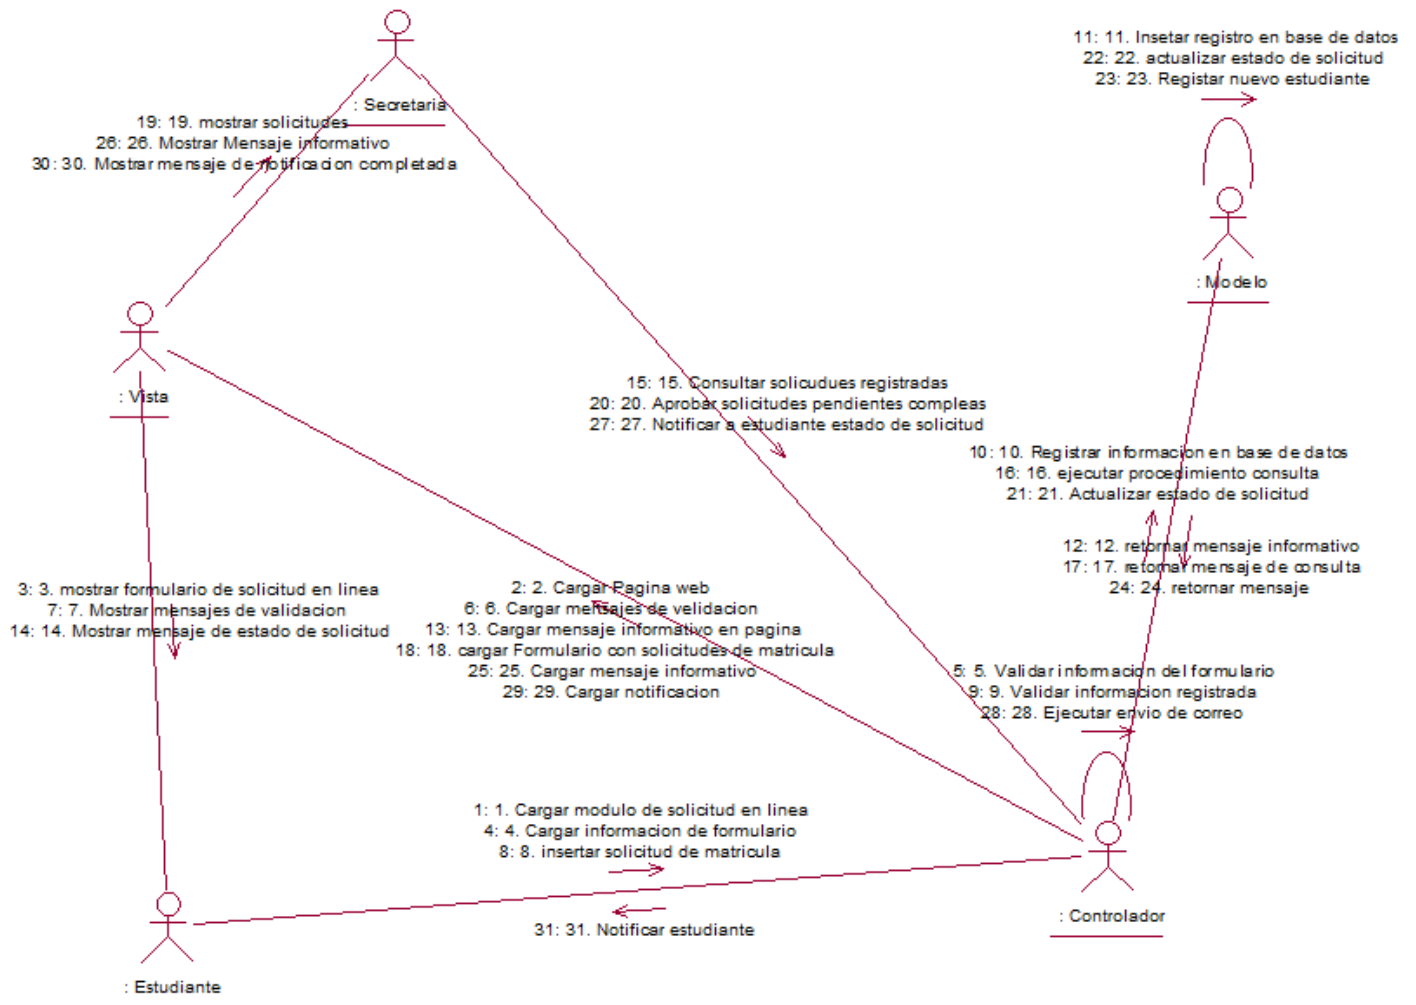 11: 11. Insetar registro en base de datos
22: 22. actualizar estado de solicitud
23: 23. Registar nuevo estudiante
: Secretaria
19: 19. mostrar solicitudes
26: 26. Mostrar Mensaje informativo
30: 30. Mostrar mensaje de notificacion completada
: Modelo
: Vista
15: 15. Consultar solicudues registradas
20: 20. Aprobar solicitudes pendientes compleas
27: 27. Notificar a estudiante estado de solicitud
10: 10. Registrar informacion en base de datos
16: 16. ejecutar procedimiento consulta
21: 21. Actualizar estado de solicitud
12: 12. retornar mensaje informativo
17: 17. retornar mensaje de consulta
24: 24. retornar mensaje
3: 3. mostrar formulario de solicitud en linea
7: 7. Mostrar mensajes de validacion
14: 14. Mostrar mensaje de estado de solicitud
2: 2. Cargar Pagina web
6: 6. Cargar mensajes de velidacion
13: 13. Cargar mensaje informativo en pagina
18: 18. cargar Formulario con solicitudes de matricula
25: 25. Cargar mensaje informativo
29: 29. Cargar notificacion
5: 5. Validar informacion del formulario
9: 9. Validar informacion registrada
28: 28. Ejecutar envio de correo
1: 1. Cargar modulo de solicitud en linea
4: 4. Cargar informacion de formulario
8: 8. insertar solicitud de matricula
31: 31. Notificar estudiante
: Controlador
: Estudiante